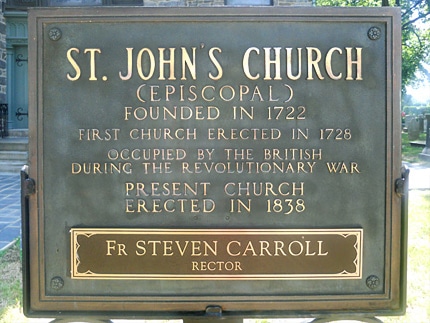 ST. JOHN'S CHURCH
(EPISCOPAL)
FOUNDED IN 1722
FIRST CHURCH ERECTED IN 1728
OCCUPIED BY THE BRITISH
DURING THE REVOLUTIONARY WAR
PRESENT CHURCH
ERECTED IN 1838
FR STEVEN CARROLL
RECTOR